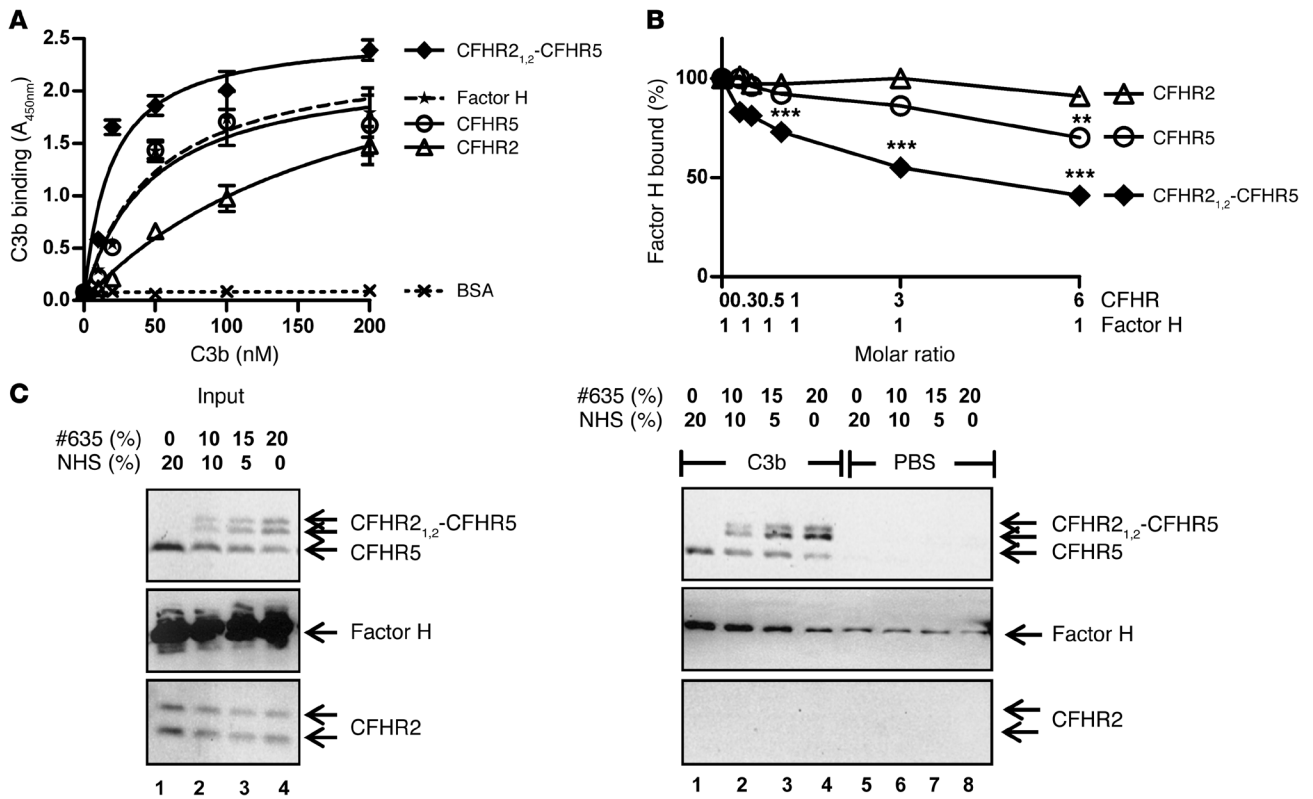 A
C3b binding (A450nm)
2.5
2.0
1.5
1.0
0.5
0.0
0 50 100 150 200
C3b (nM)
CFHR21,2-CFHR5
Factor H
CFHR5
CFHR2
BSA
B
Factor H bound (%)
100
50
0
***
***
**
***
CFHR2
CFHR5
CFHR21,2-CFHR5
0 0.3 0.5 1 3 6 CFHR
1 1 1 1 1 1 Factor H
Molar ratio
C
Input
#635 (%) 0 10 15 20
NHS (%) 20 10 5 0
CFHR21,2-CFHR5
CFHR5
Factor H
CFHR2
1 2 3 4
#635 (%) 0 10 15 20 0 10 15 20
NHS (%) 20 10 5 0 20 10 5 0
C3b PBS
CFHR21,2-CFHR5
CFHR5
Factor H
CFHR2
1 2 3 4 5 6 7 8